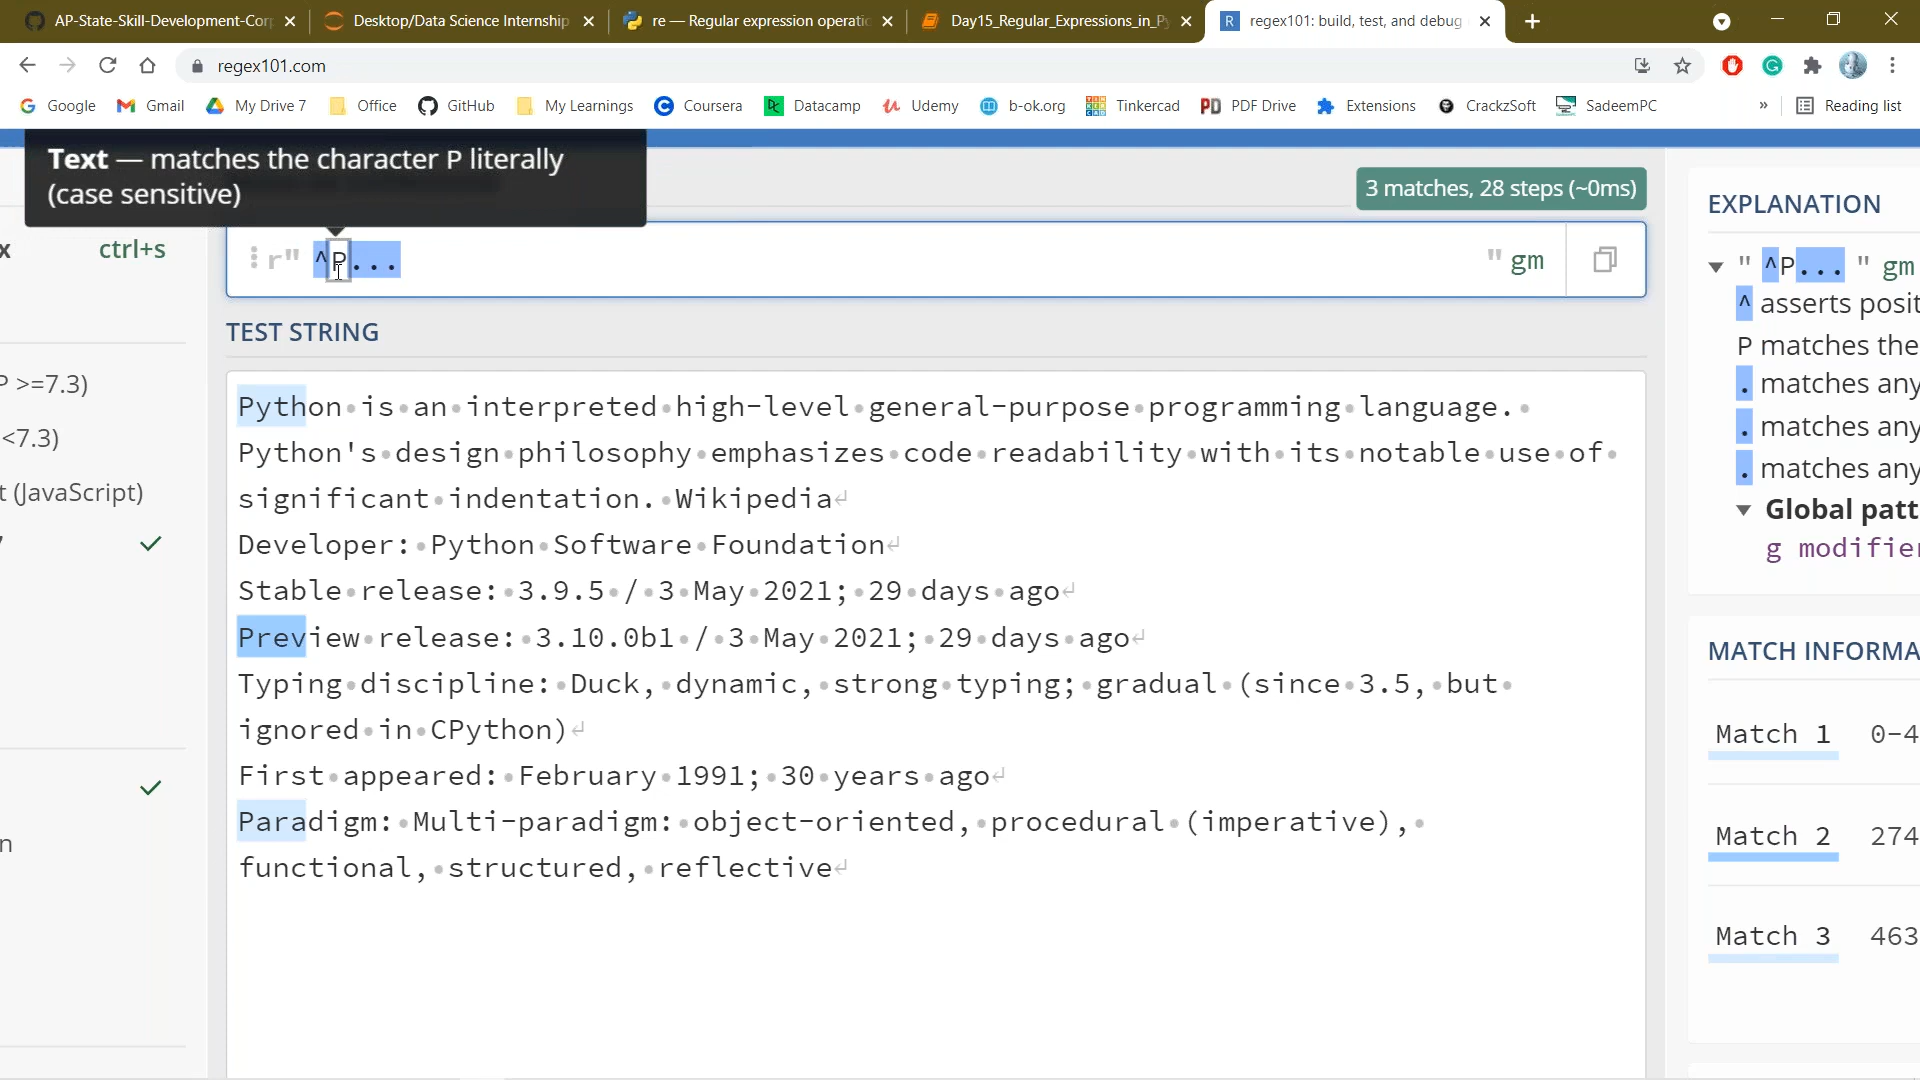 AP-State-Skill-Development-Cor
Desktop/Data Science Internship
re — Regular expression operatic
Day15_Regular_Expressions_in_Py
regex101: build, test, and debug
regex101.com
Google
Gmail
My Drive 7
Office
GitHub
My Learnings
Coursera
Datacamp
Udemy
b-ok.org
Tinkercad
PDF Drive
Extensions
CrackzSoft
SadeemPC
»
Reading list
Text — matches the character P literally
(case sensitive)
3 matches, 28 steps (~0ms)
x ctrl+s
r" ^P... " gm
TEST STRING
P >=7.3)
<7.3)
t (JavaScript)
n
Python is an interpreted high-level general-purpose programming language.
Python's design philosophy emphasizes code readability with its notable use of
significant indentation. Wikipedia
Developer: Python Software Foundation
Stable release: 3.9.5 / 3 May 2021; 29 days ago
Preview release: 3.10.0b1 / 3 May 2021; 29 days ago
Typing discipline: Duck, dynamic, strong typing; gradual (since 3.5, but
ignored in CPython)
First appeared: February 1991; 30 years ago
Paradigm: Multi-paradigm: object-oriented, procedural (imperative),
functional, structured, reflective
EXPLANATION
" ^P... " gm
^ asserts posit
P matches the
. matches any
. matches any
. matches any
Global patt
g modifier
MATCH INFORMA
Match 1 0-4
Match 2 274
Match 3 463